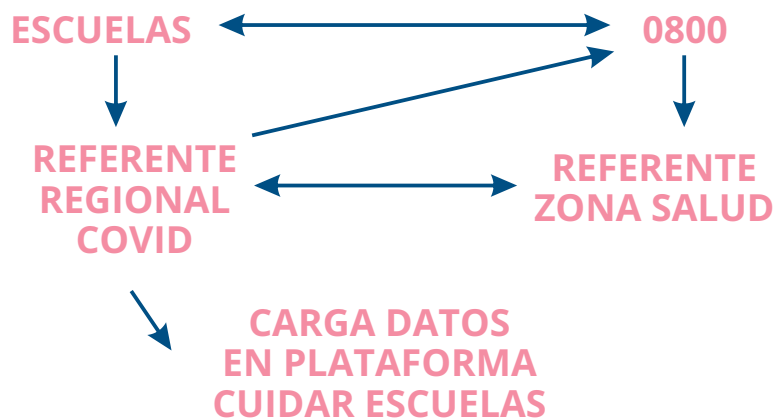 ESCUELAS
0800
REFERENTE
REGIONAL
COVID
REFERENTE
ZONA SALUD
CARGA DATOS
EN PLATAFORMA
CUIDAR ESCUELAS